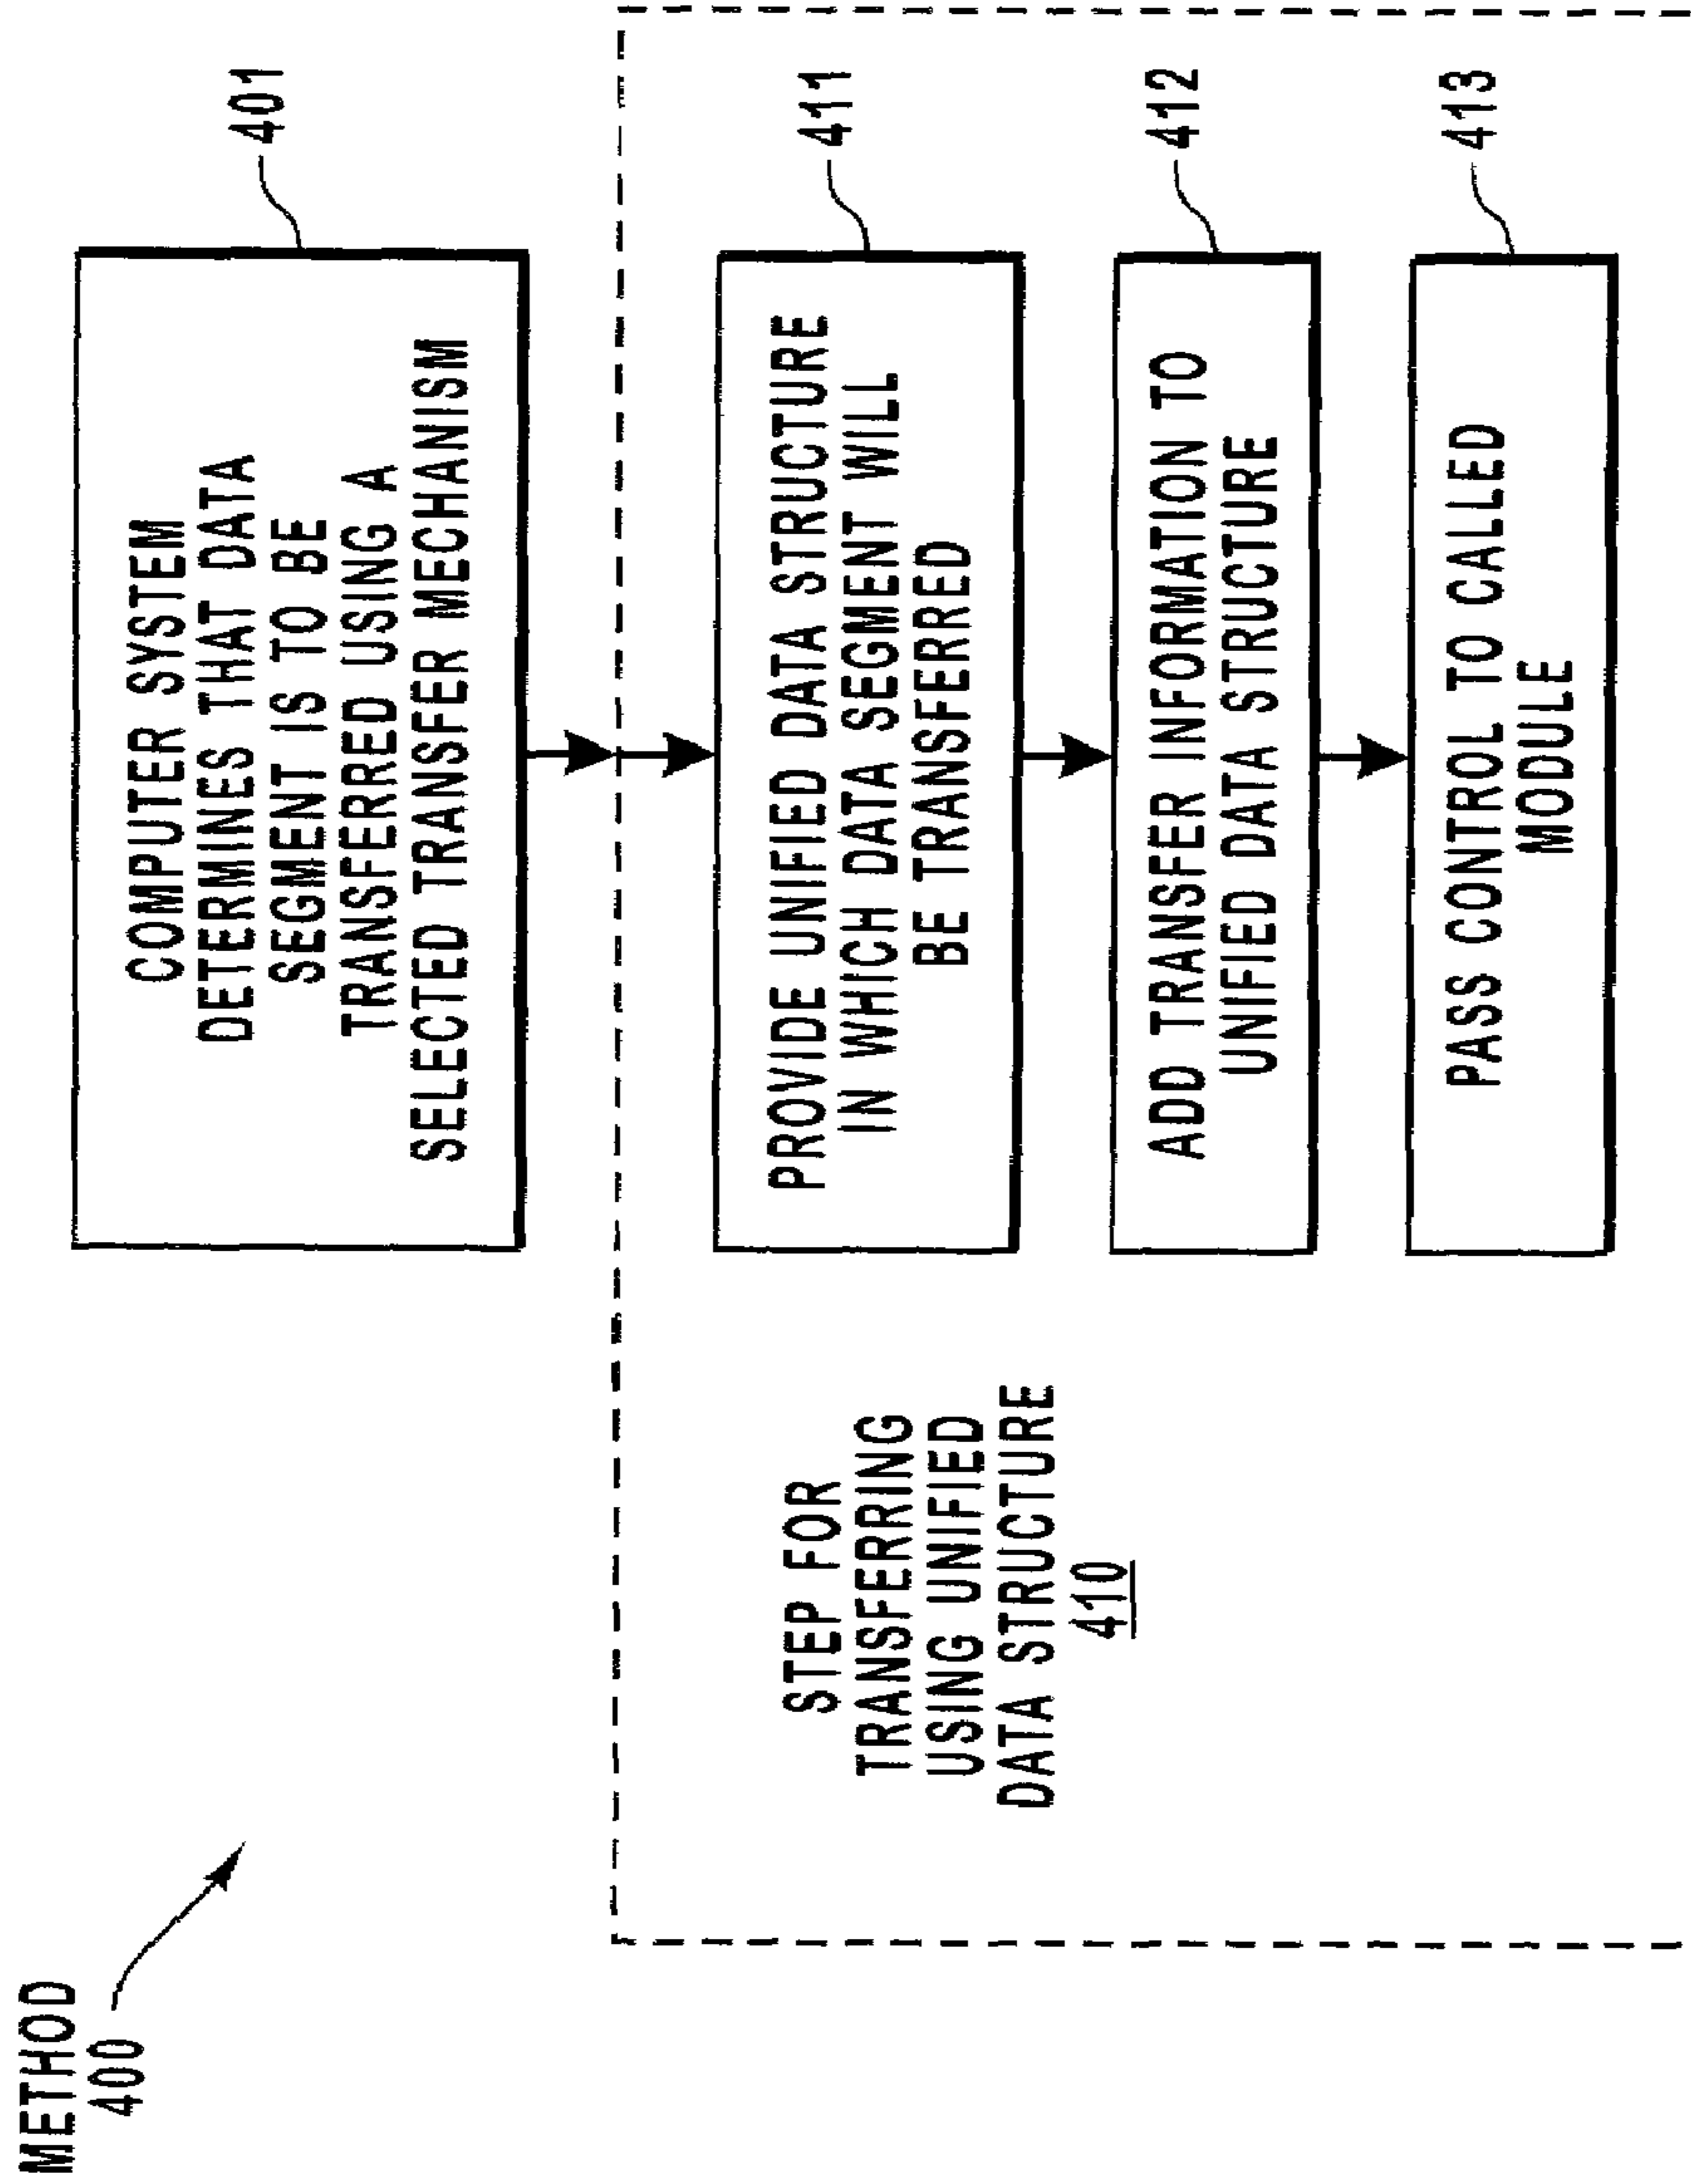 METHOD
400
COMPUTER SYSTEM
DETERMINES THAT DATA
SEGMENT IS TO BE
TRANSFERRED USING A
SELECTED TRANSFER MECHANISM
401
STEP FOR
TRANSFERRING
USING UNIFIED
DATA STRUCTURE
410
PROVIDE UNIFIED DATA STRUCTURE
IN WHICH DATA SEGMENT WILL
BE TRANSFERRED
411
ADD TRANSFER INFORMATION TO
UNIFIED DATA STRUCTURE
412
PASS CONTROL TO CALLED
MODULE
413